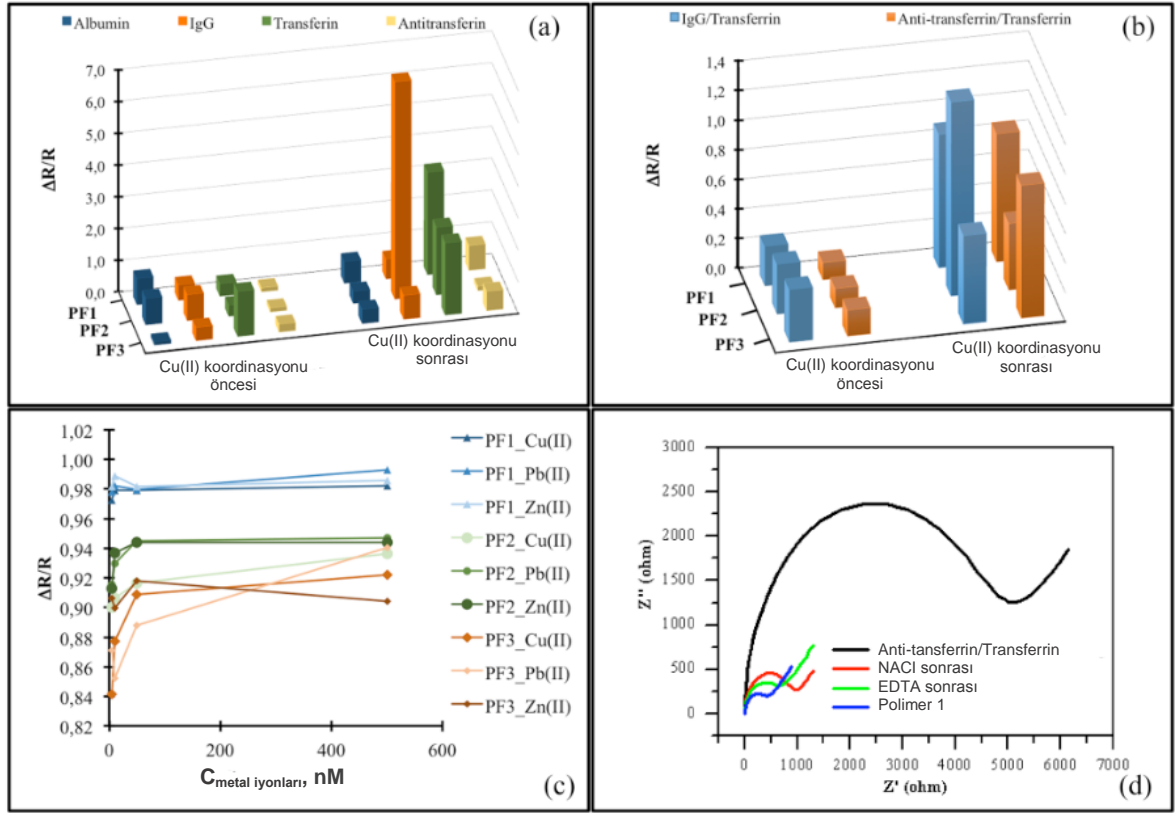 Albumin IgG Transferin Antitransferin
(a)
7,0
6,0
5,0
4,0
3,0
2,0
1,0
0,0
ΔR/R
PF1
PF2
PF3
Cu(II) koordinasyonu
öncesi
Cu(II) koordinasyonu
sonrası
IgG/Transferrin Anti-transferrin/Transferrin
(b)
1,4
1,2
1,0
0,8
0,6
0,4
0,2
0,0
ΔR/R
PF1
PF2
PF3
Cu(II) koordinasyonu
öncesi
Cu(II) koordinasyonu
sonrası
1,02
1,00
0,98
0,96
0,94
0,92
0,90
0,88
0,86
0,84
0,82
ΔR/R
0 200 400 600
C metal iyonları, nM
PF1_Cu(II)
PF1_Pb(II)
PF1_Zn(II)
PF2_Cu(II)
PF2_Pb(II)
PF2_Zn(II)
PF3_Cu(II)
PF3_Pb(II)
PF3_Zn(II)
(c)
3000
2500
2000
1500
1000
500
0
Z'' (ohm)
Anti-tansferrin/Transferrin
NACI sonrası
EDTA sonrası
Polimer 1
0 1000 2000 3000 4000 5000 6000 7000
Z' (ohm)
(d)